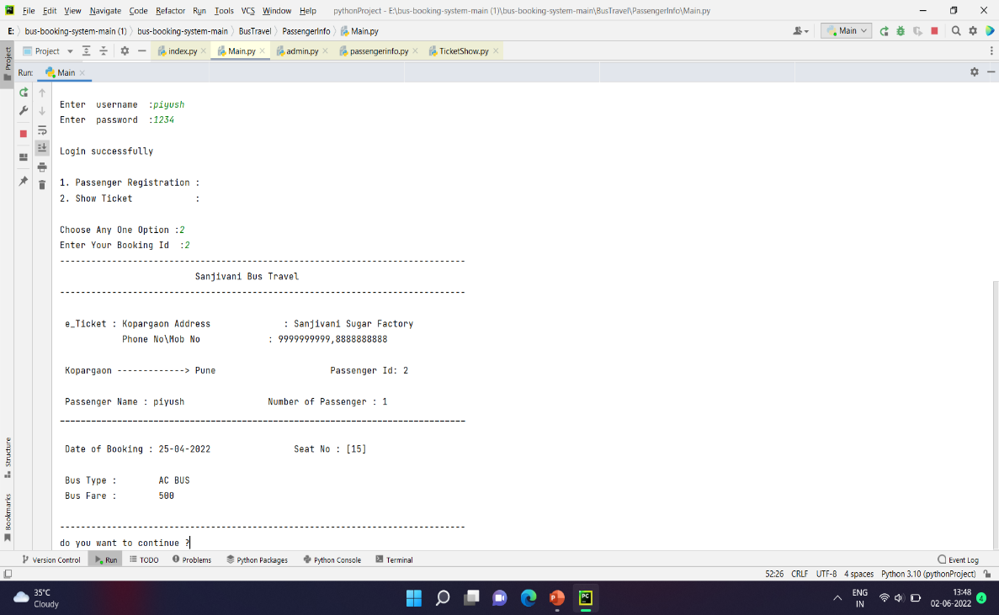 File Edit View Navigate Code Refactor Run Tools VCS Window Help pythonProject - E:\bus-booking-system-main (1)\bus-booking-system-main\BusTravel\PassengerInfo\Main.py
E: bus-booking-system-main (1) bus-booking-system-main BusTravel PassengerInfo Main.py Main
Project Project index.py Main.py admin.py passengerinfo.py TicketShow.py
Run: Main
Enter  username  :piyush
Enter  password  :1234
Login successfully
1. Passenger Registration :
2. Show Ticket            :
Choose Any One Option :2
Enter Your Booking Id  :2
------------------------------------------------------------------------------
Sanjivani Bus Travel
------------------------------------------------------------------------------
e_Ticket : Kopargaon Address              : Sanjivani Sugar Factory
Phone No\Mob No             : 9999999999,8888888888
Kopargaon -------------> Pune                      Passenger Id: 2
Passenger Name : piyush                Number of Passenger : 1
______________________________________________________________________________
Date of Booking : 25-04-2022                Seat No : [15]
Bus Type :        AC BUS
Bus Fare :        500
------------------------------------------------------------------------------
do you want to continue ?
Structure
Bookmarks
Version Control Run TODO Problems Python Packages Python Console Terminal Event Log
52:26 CRLF UTF-8 4 spaces Python 3.10 (pythonProject)
35°C
Cloudy
PC
ENG
IN
13:48
02-06-2022
4